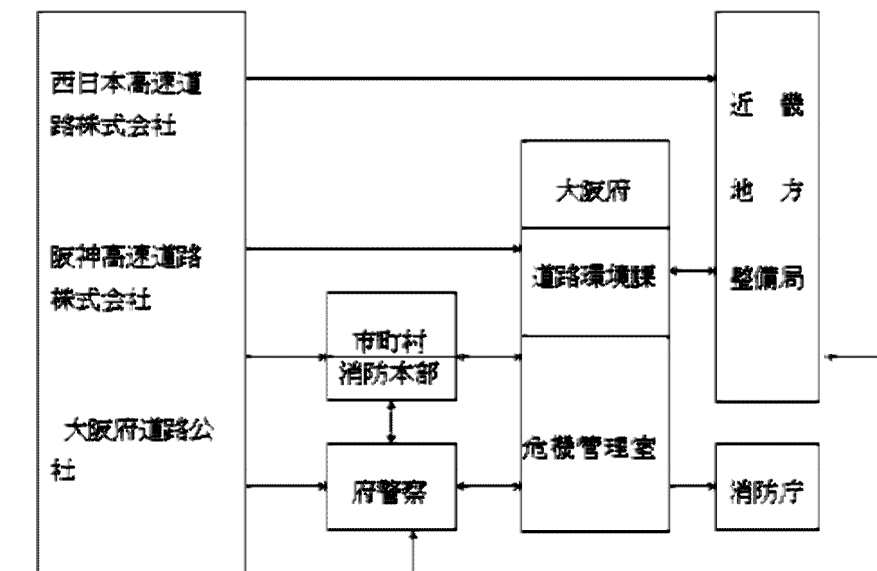 西日本高速道
路株式会社
阪神高速道路
株式会社
大阪府道路公
社
市町村
消防本部
府警察
大阪府
道路環境課
危機管理室
近　畿
地　方
整備局
消防庁